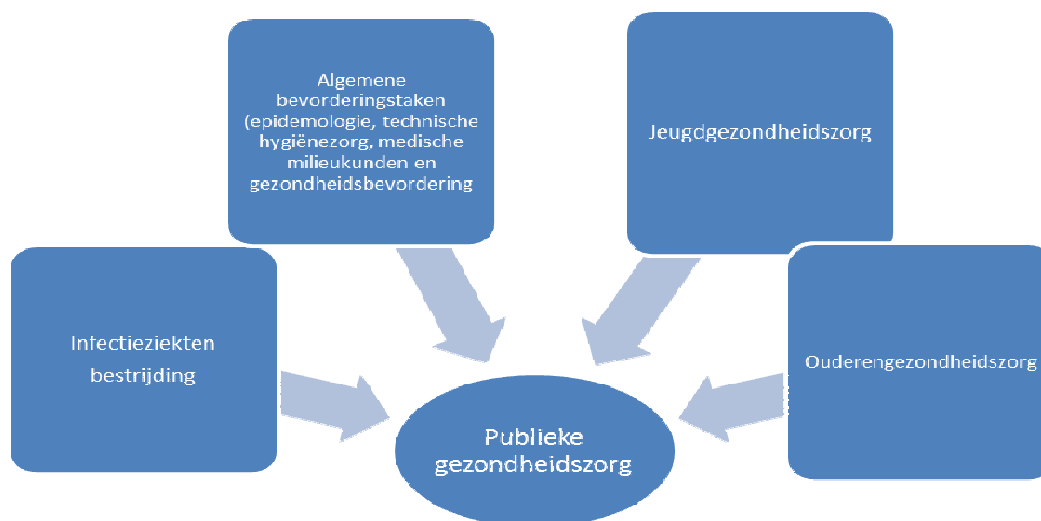 Algemene
bevorderingstaken
(epidemologie, technische
hygiënezorg, medische
milieukunden en
gezondheidsbevordering
Jeugdgezondheidszorg
Infectieziekten
bestrijding
Ouderengezondheidszorg
Publieke
gezondheidszorg